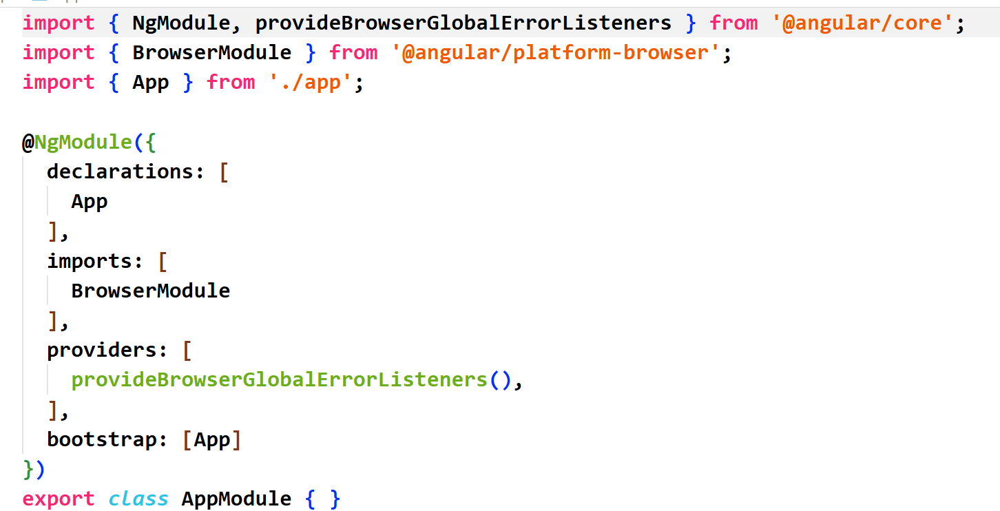 import { NgModule, provideBrowserGlobalErrorListeners } from '@angular/core';
import { BrowserModule } from '@angular/platform-browser';
import { App } from './app';

@NgModule({
  declarations: [
    App
  ],
  imports: [
    BrowserModule
  ],
  providers: [
    provideBrowserGlobalErrorListeners(),
  ],
  bootstrap: [App]
})
export class AppModule { }